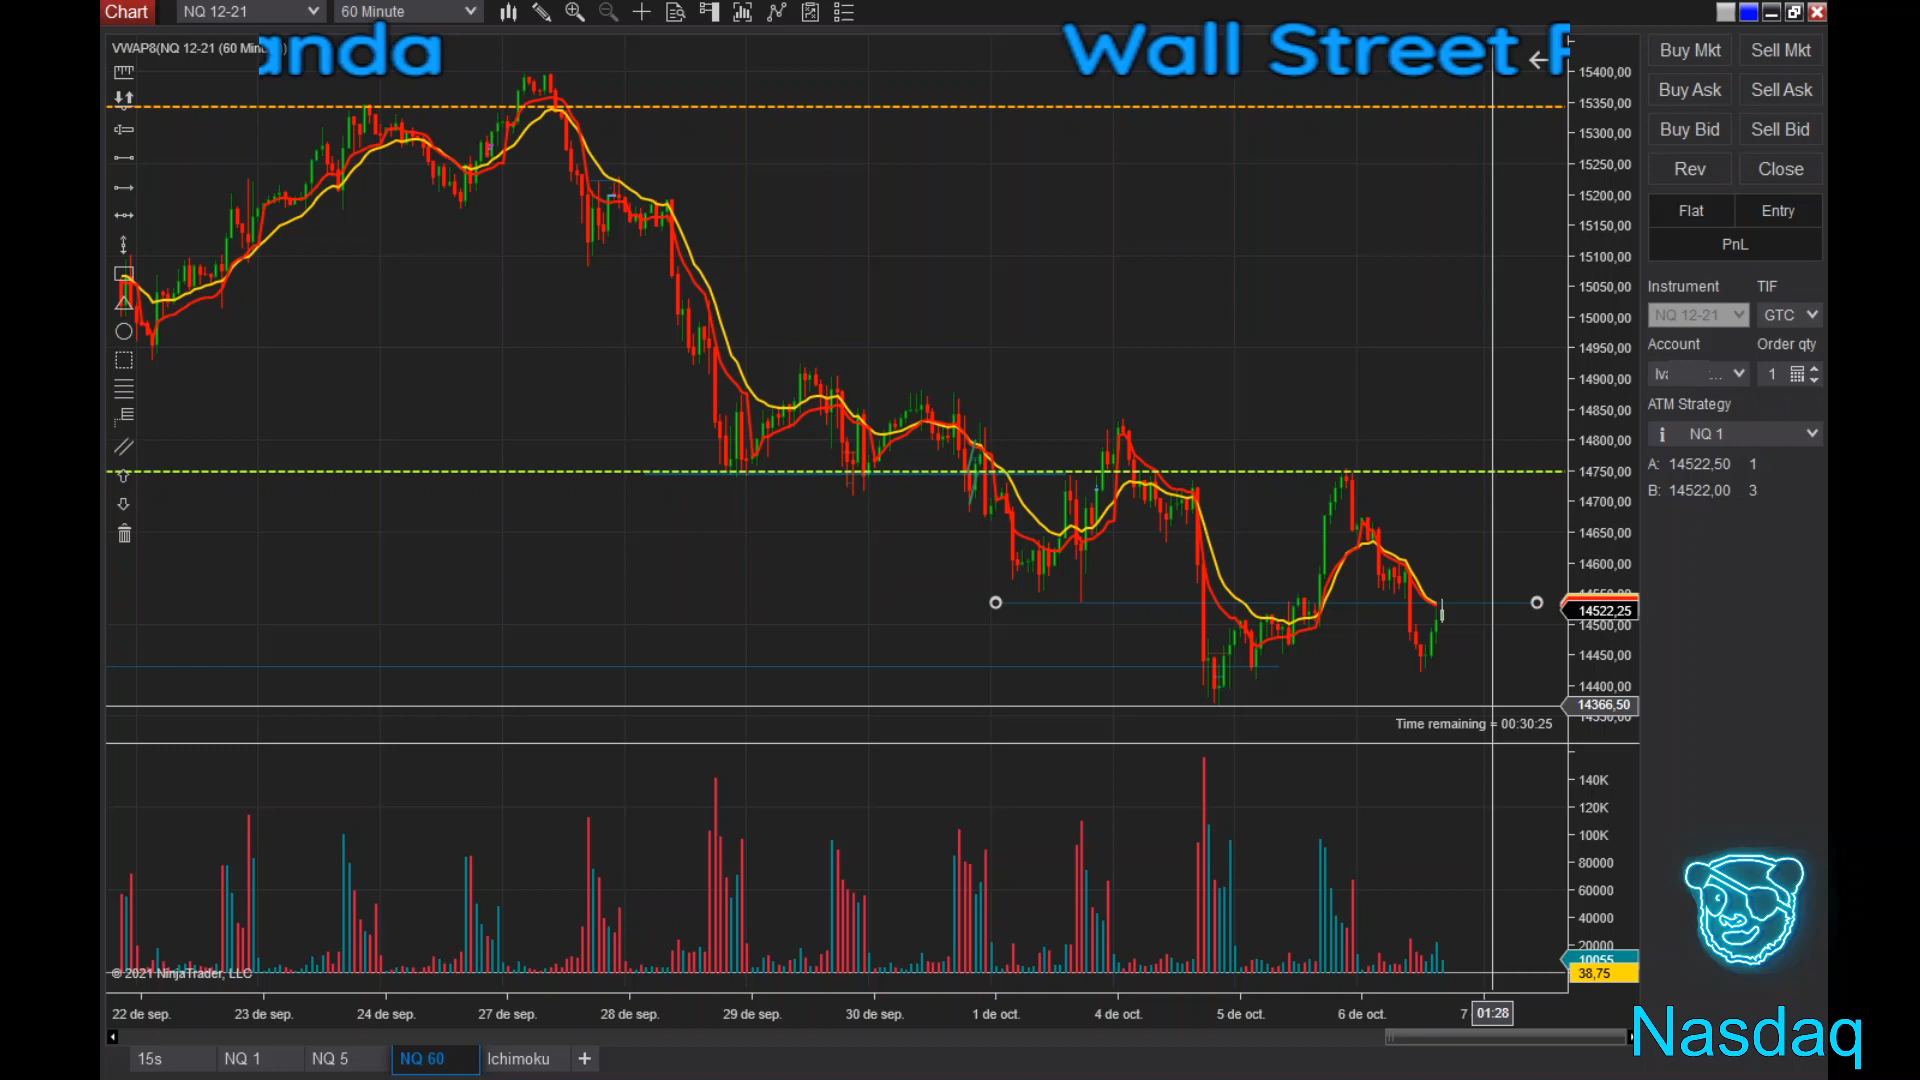 Chart
NQ 12-21
60 Minute
VWAP8(NQ 12-21 (60 Minu
anda
Wall Street
15400,00
15350,00
15300,00
15250,00
15200,00
15150,00
15100,00
15050,00
15000,00
14950,00
14900,00
14850,00
14800,00
14750,00
14700,00
14650,00
14600,00
14522,25
14500,00
14450,00
14400,00
14366,50
Time remaining = 00:30:25
140K
120K
100K
80000
60000
40000
20000
10055
38,75
© 2021 NinjaTrader, LLC
22 de sep.
23 de sep.
24 de sep.
27 de sep.
28 de sep.
29 de sep.
30 de sep.
1 de oct.
4 de oct.
5 de oct.
6 de oct.
7
01:28
15s
NQ 1
NQ 5
NQ 60
Ichimoku
+
Buy Mkt
Sell Mkt
Buy Ask
Sell Ask
Buy Bid
Sell Bid
Rev
Close
Flat
Entry
PnL
Instrument
TIF
NQ 12-21
GTC
Account
Order qty
...
1
ATM Strategy
NQ 1
A: 14522,50 1
B: 14522,00 3
Nasdaq